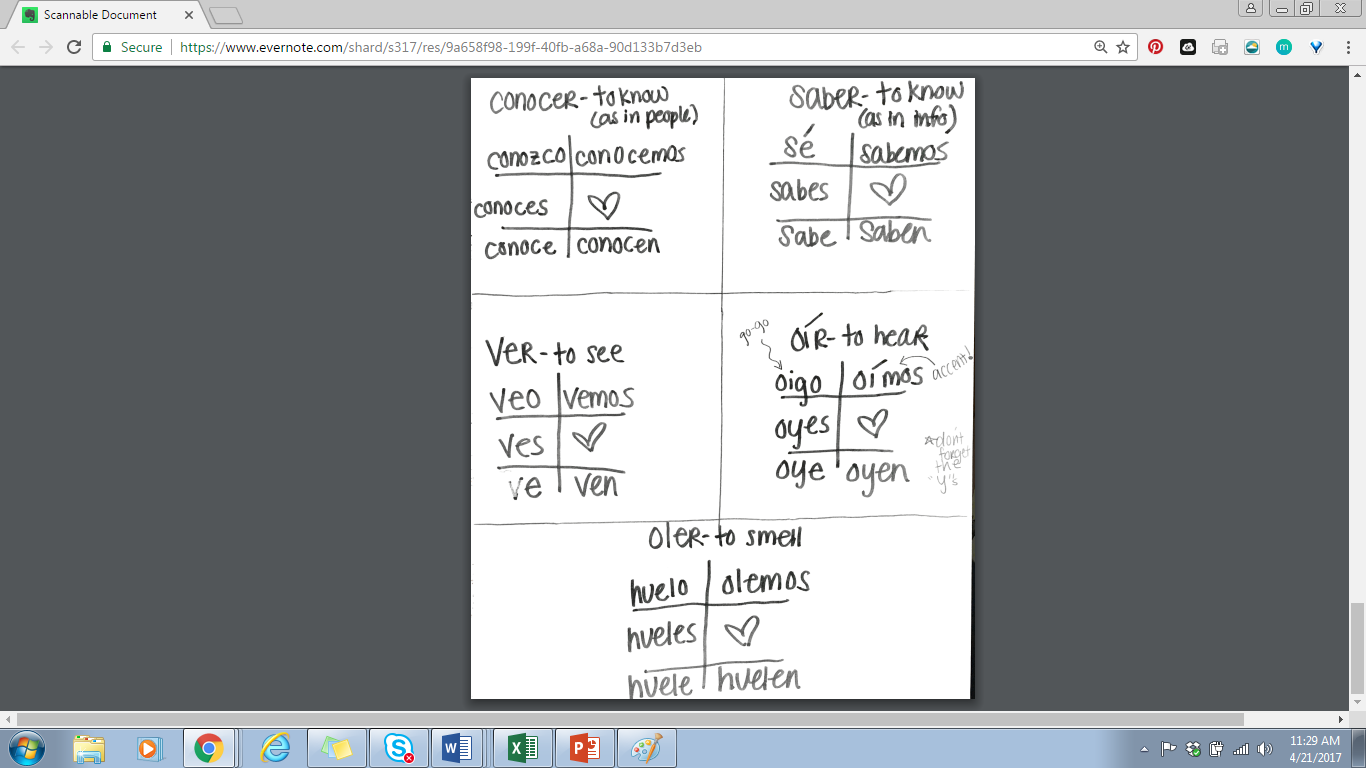 Scannable Document
Secure
https://www.evernote.com/shard/s317/res/9a658f98-199f-40fb-a68a-90d133b7d3eb
CONOCER - to know
(as in people)
conozco conocemos
conoces
conoce conocen
SABER - to know
(as in info)
sé sabemos
sabes
sabe saben
VER - to see
veo vemos
ves
ve ven
go-go
OÍR - to hear
oigo oímos
accent!
oyes
oye oyen
don't
forget
the
y's
OlER - to smell
huelo olemos
hueles
huele huelen
11:29 AM
4/21/2017